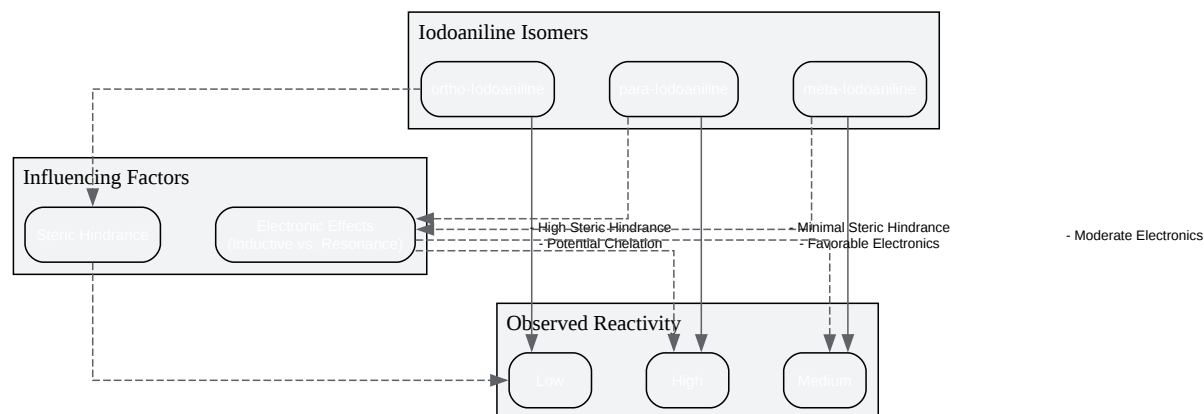 Iodoaniline Isomers
ortho-Iodoaniline
para-Iodoaniline
meta-Iodoaniline
Influencing Factors
Steric Hindrance
Electronic Effects
(Inductive vs. Resonance)
- High Steric Hindrance
- Potential Chelation
- Minimal Steric Hindrance
- Favorable Electronics
- Moderate Electronics
Observed Reactivity
Low
High
Medium